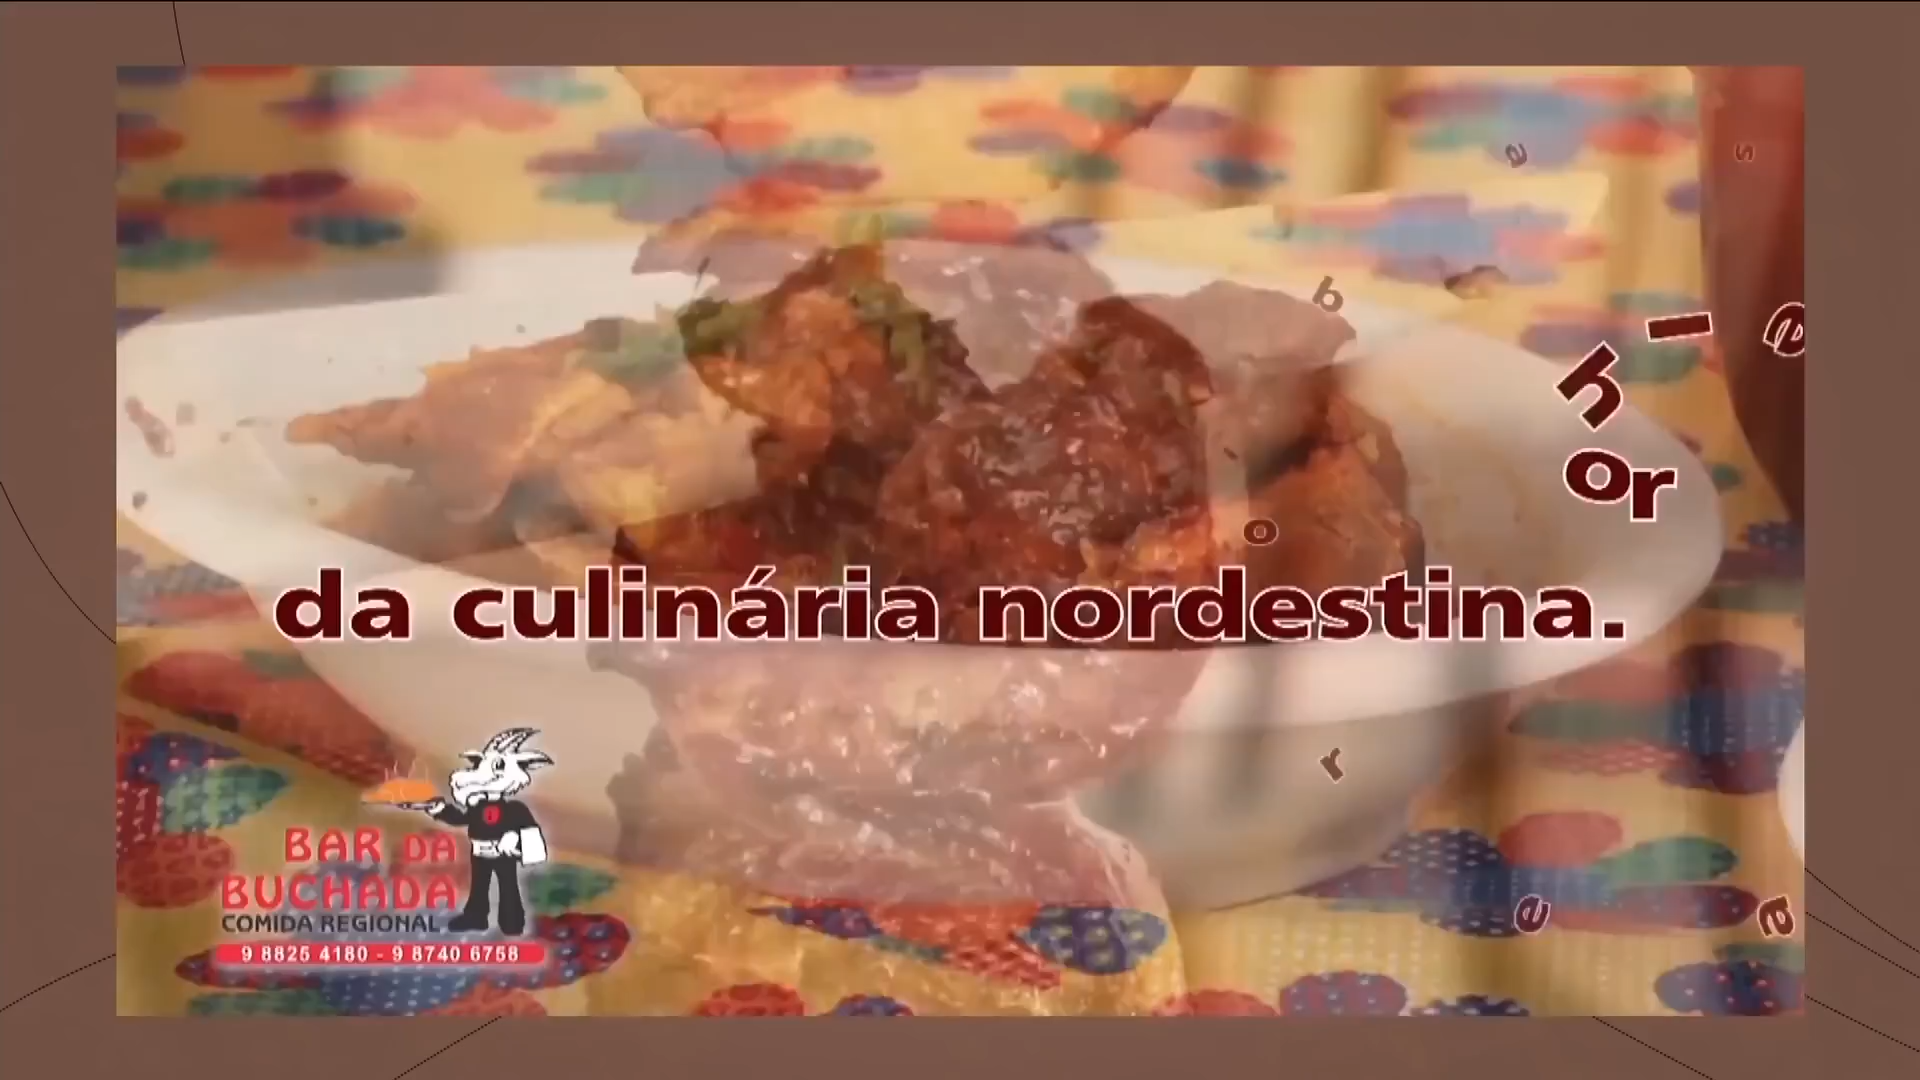 da culinária nordestina.
BAR DA
BUCHADA
COMIDA REGIONAL
9 8825 4180 - 9 8740 6758